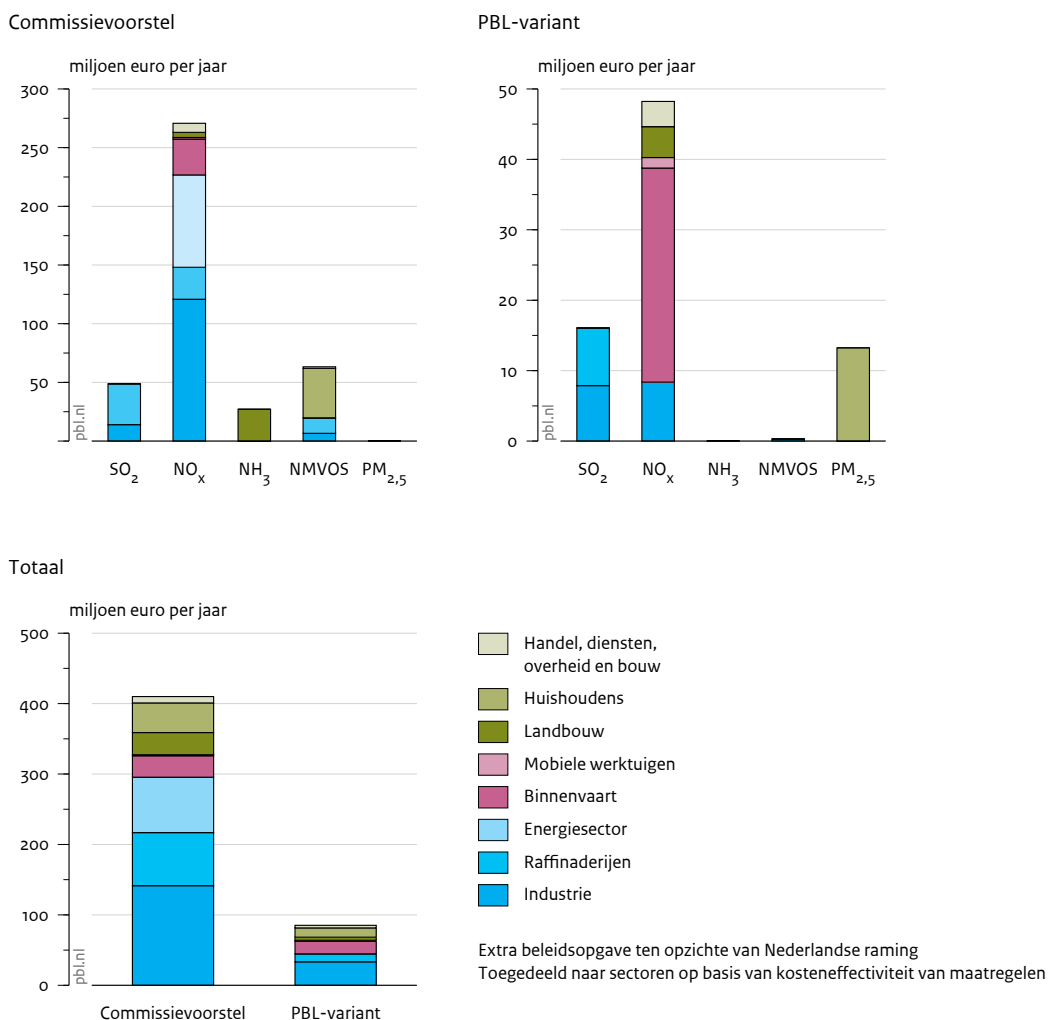 Commissievoorstel
miljoen euro per jaar
300
250
200
150
100
50
pbl.nl
SO2 NOx NH3 NMVOS PM2,5
PBL-variant
miljoen euro per jaar
50
40
30
20
10
0
pbl.nl
SO2 NOx NH3 NMVOS PM2,5
Totaal
miljoen euro per jaar
500
400
300
200
100
0
pbl.nl
Commissievoorstel PBL-variant
Handel, diensten,
overheid en bouw
Huishoudens
Landbouw
Mobiele werktuigen
Binnenvaart
Energiesector
Raffinaderijen
Industrie
Extra beleidsopgave ten opzichte van Nederlandse raming
Toegedeeld naar sectoren op basis van kosteneffectiviteit van maatregelen